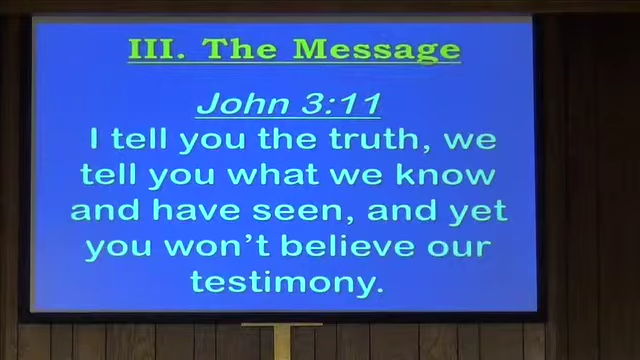 III. The Message
John 3:11
I tell you the truth, we
tell you what we know
and have seen, and yet
you won't believe our
testimony.